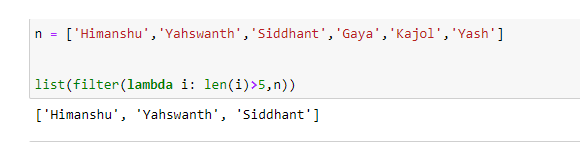 n = ['Himanshu','Yahswanth','Siddhant','Gaya','Kajol','Yash']
list(filter(lambda i: len(i)>5,n))
['Himanshu', 'Yahswanth', 'Siddhant']